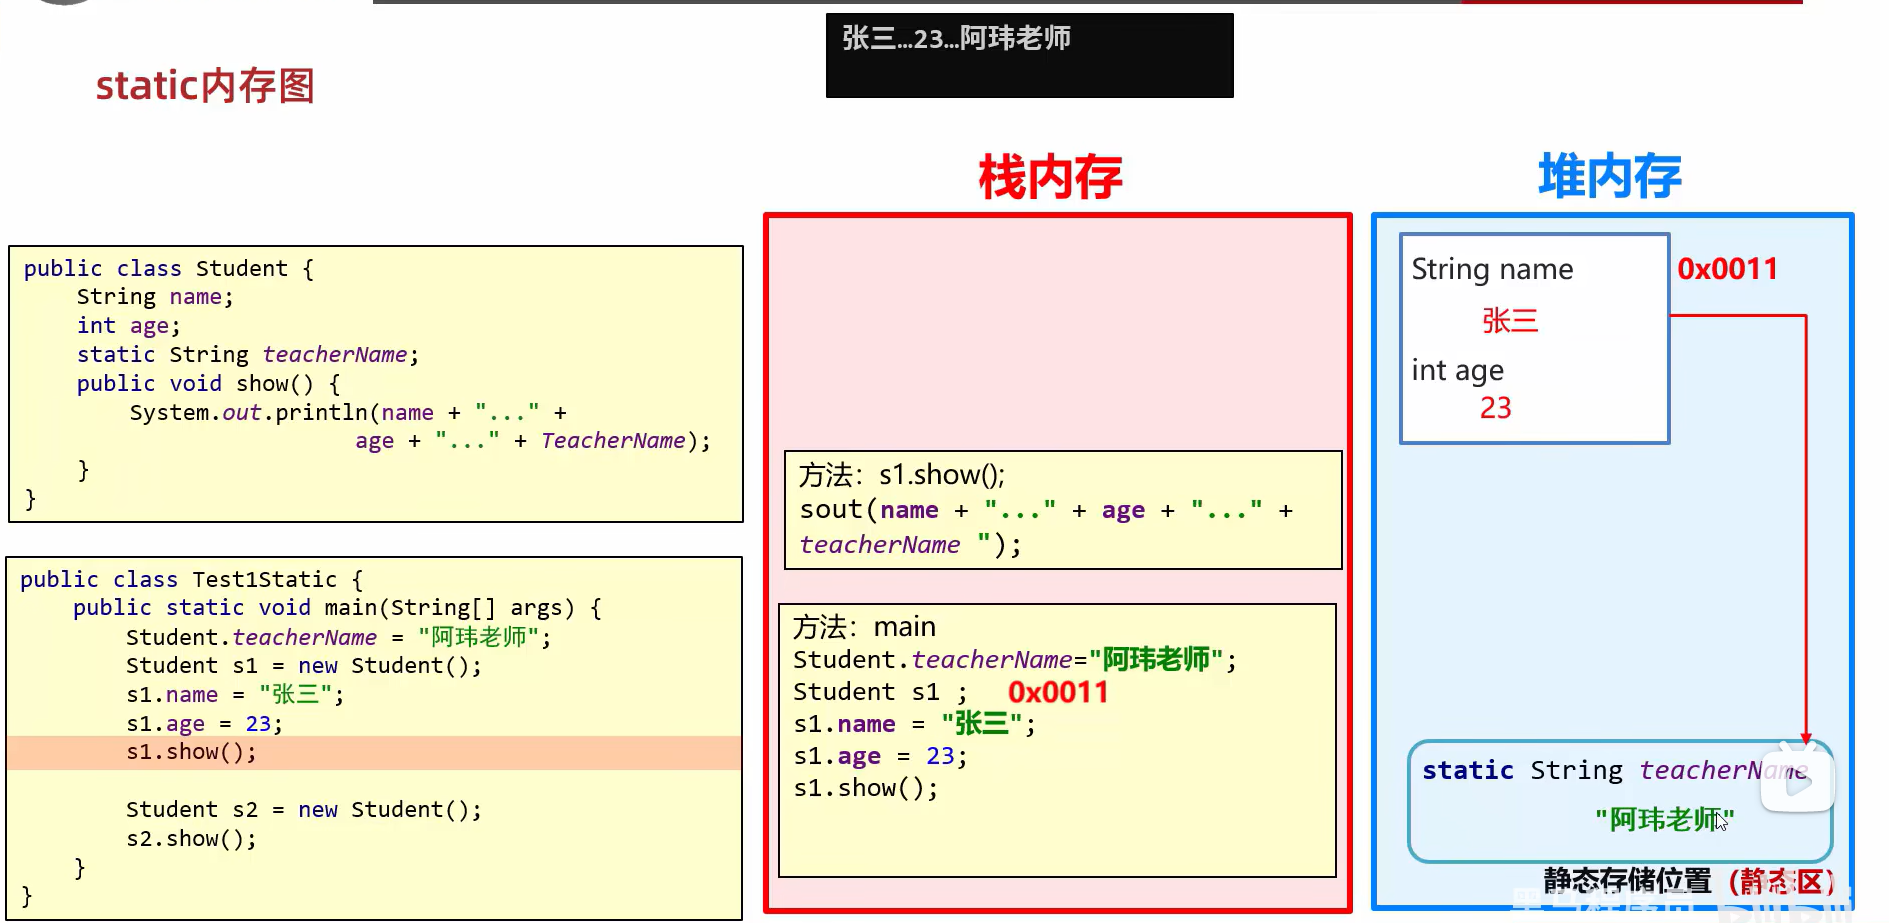 张三...23...阿玮老师
static内存图
栈内存
堆内存
public class Student {
String name;
int age;
static String teacherName;
public void show() {
System.out.println(name + "..." +
age + "..." + TeacherName);
}
}
public class Test1Static {
public static void main(String[] args) {
Student.teacherName = "阿玮老师";
Student s1 = new Student();
s1.name = "张三";
s1.age = 23;
s1.show();
Student s2 = new Student();
s2.show();
}
}
方法：s1.show();
sout(name + "..." + age + "..." +
teacherName ");
方法：main
Student.teacherName="阿玮老师";
Student s1 ; 0x0011
s1.name = "张三";
s1.age = 23;
s1.show();
String name 0x0011
张三
int age
23
static String teacherName
"阿玮老师"
静态存储位置（静态区）